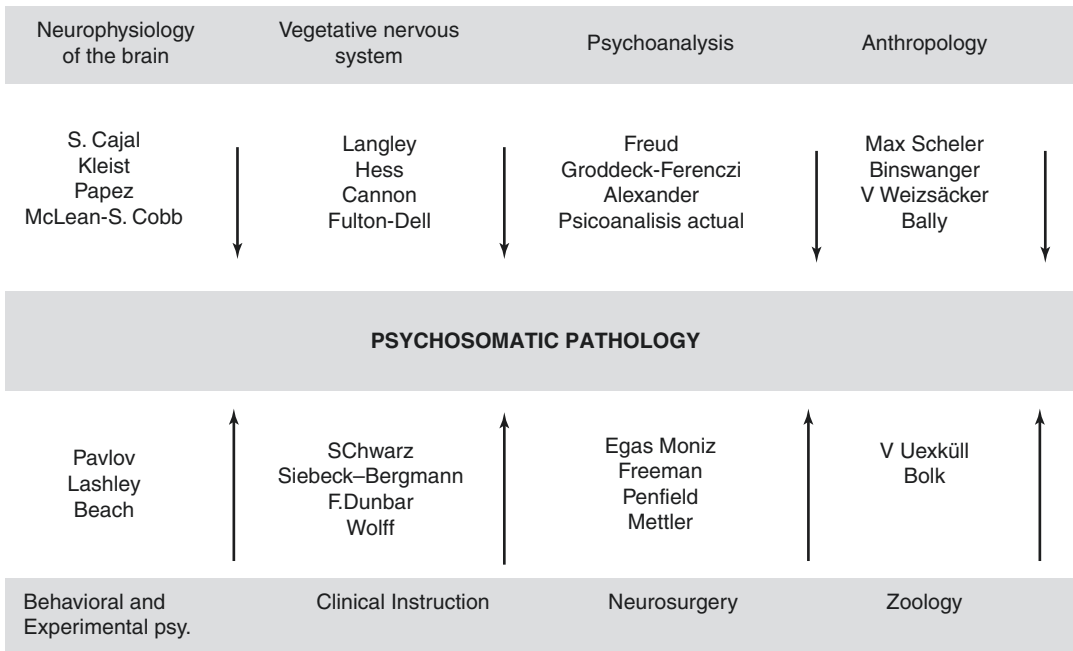 Neurophysiology
of the brain
Vegetative nervous
system
Psychoanalysis
Anthropology
S. Cajal
Kleist
Papez
McLean-S. Cobb
Langley
Hess
Cannon
Fulton-Dell
Freud
Groddeck-Ferenczi
Alexander
Psicoanalisis actual
Max Scheler
Binswanger
V Weizsäcker
Bally
PSYCHOSOMATIC PATHOLOGY
Pavlov
Lashley
Beach
SChwarz
Siebeck–Bergmann
F.Dunbar
Wolff
Egas Moniz
Freeman
Penfield
Mettler
V Uexküll
Bolk
Behavioral and
Experimental psy.
Clinical Instruction
Neurosurgery
Zoology